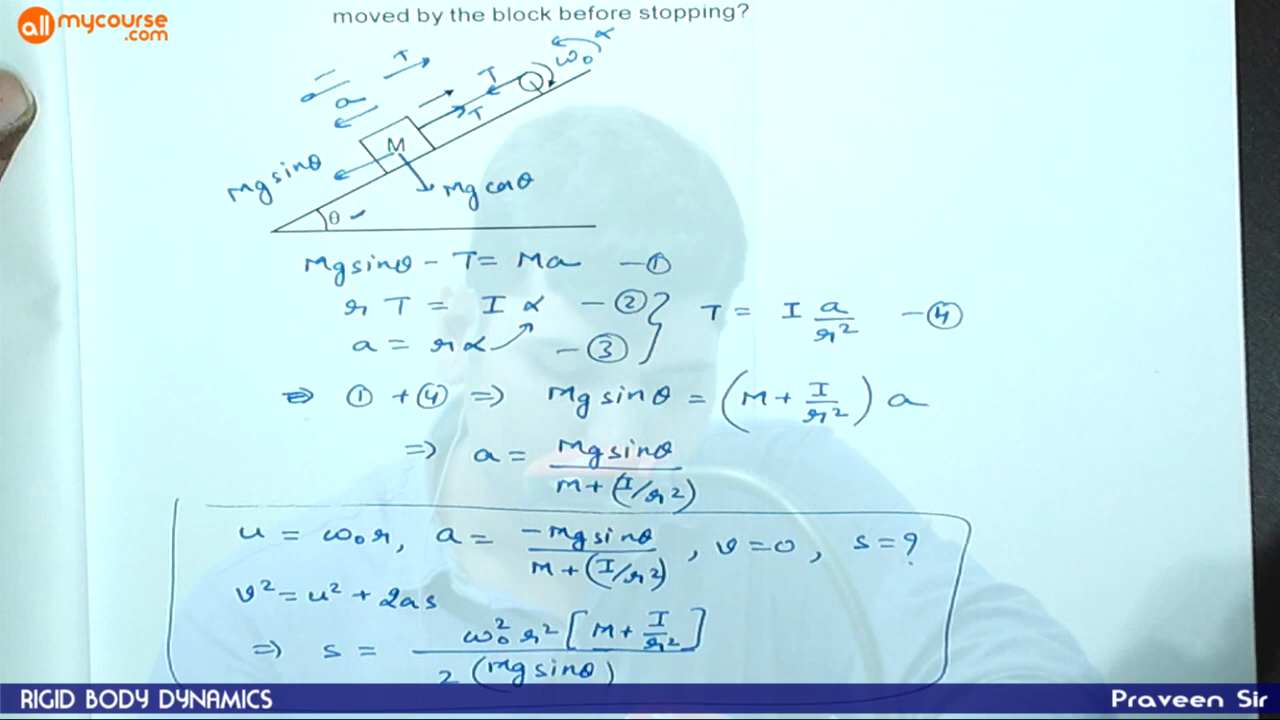 all mycourse .com
moved by the block before stopping?
T
α
ω₀
a
T
T
M
Mg sinθ
Mg cosθ
θ
Mg sinθ - T = Ma —①
r T = I α —②
a = rα —③
T = I a/r² —④
⇒ ① + ④ ⇒ Mg sinθ = (M + I/r²) a
⇒ a = Mg sinθ / M + (I/r²)
u = ω₀r, a = -Mg sinθ / M + (I/r²), v = 0, s = ?
v² = u² + 2as
⇒ s = ω₀² r² [M + I/r²] / 2 (Mg sinθ)
RIGID BODY DYNAMICS
Praveen Sir